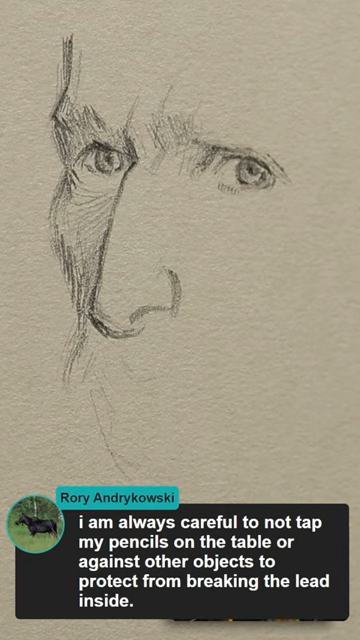 Rory Andrykowski
i am always careful to not tap
my pencils on the table or
against other objects to
protect from breaking the lead
inside.